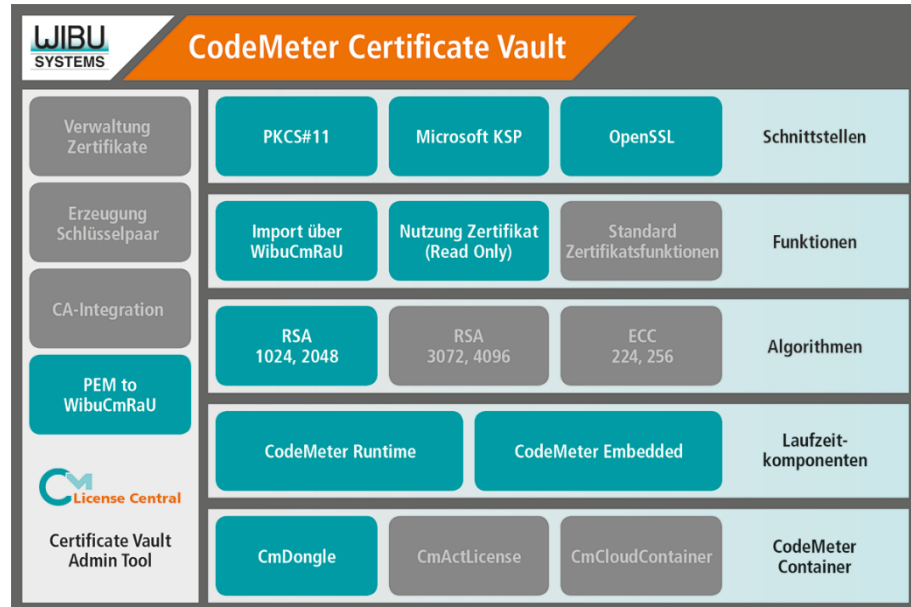 WIBU
SYSTEMS
CodeMeter Certificate Vault
Verwaltung
Zertifikate
Erzeugung
Schlüsselpaar
CA-Integration
PEM to
WibuCmRaU
CM
License Central
Certificate Vault
Admin Tool
PKCS#11
Microsoft KSP
OpenSSL
Schnittstellen
Import über
WibuCmRaU
Nutzung Zertifikat
(Read Only)
Standard
Zertifikatsfunktionen
Funktionen
RSA
1024, 2048
RSA
3072, 4096
ECC
224, 256
Algorithmen
CodeMeter Runtime
CodeMeter Embedded
Laufzeit-
komponenten
CmDongle
CmActLicense
CmCloudContainer
CodeMeter
Container